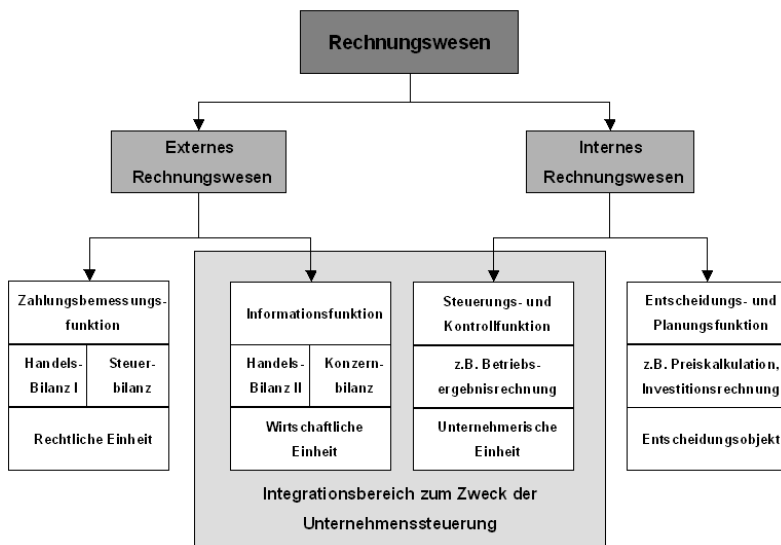 Rechnungswesen
Externes
Rechnungswesen
Internes
Rechnungswesen
Zahlungsbemessungs-
funktion
Handels-
Bilanz I
Steuer-
bilanz
Rechtliche Einheit
Informationsfunktion
Handels-
Bilanz II
Konzern-
bilanz
Wirtschaftliche
Einheit
Steuerungs- und
Kontrollfunktion
z.B. Betriebs-
ergebnisrechnung
Unternehmerische
Einheit
Entscheidungs- und
Planungsfunktion
z.B. Preiskalkulation,
Investitionsrechnung
Entscheidungsobjekt
Integrationsbereich zum Zweck der
Unternehmenssteuerung